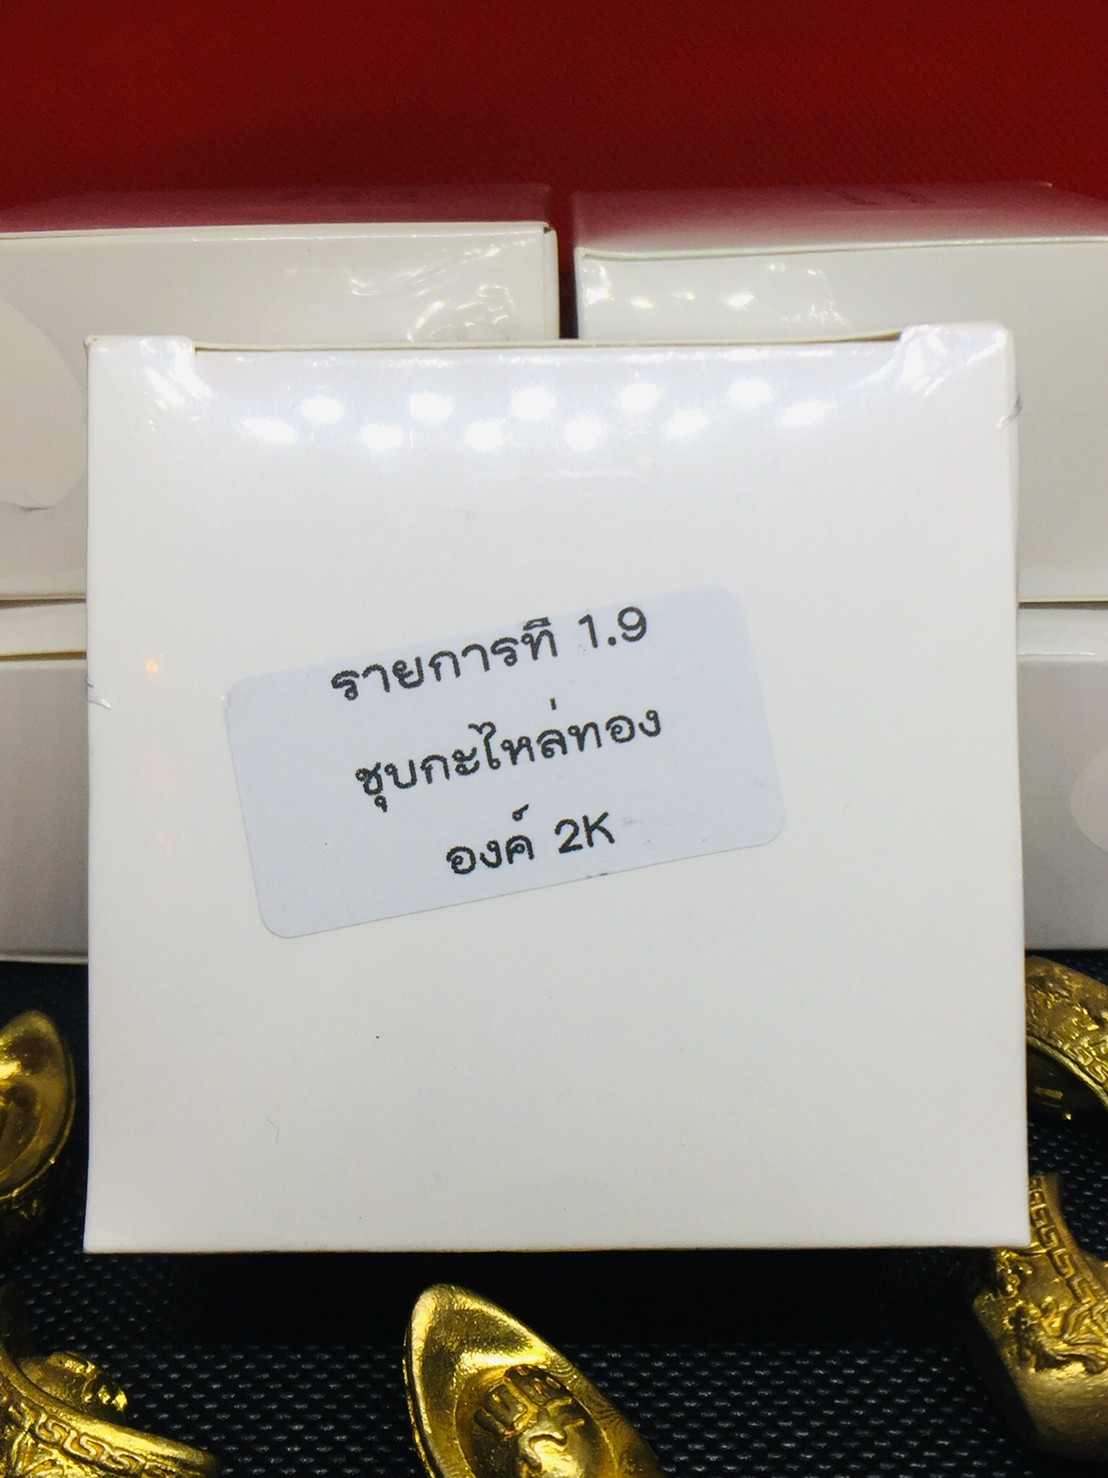 รายการที่ 1.9
ชุบกะไหล่ทอง
องค์ 2K